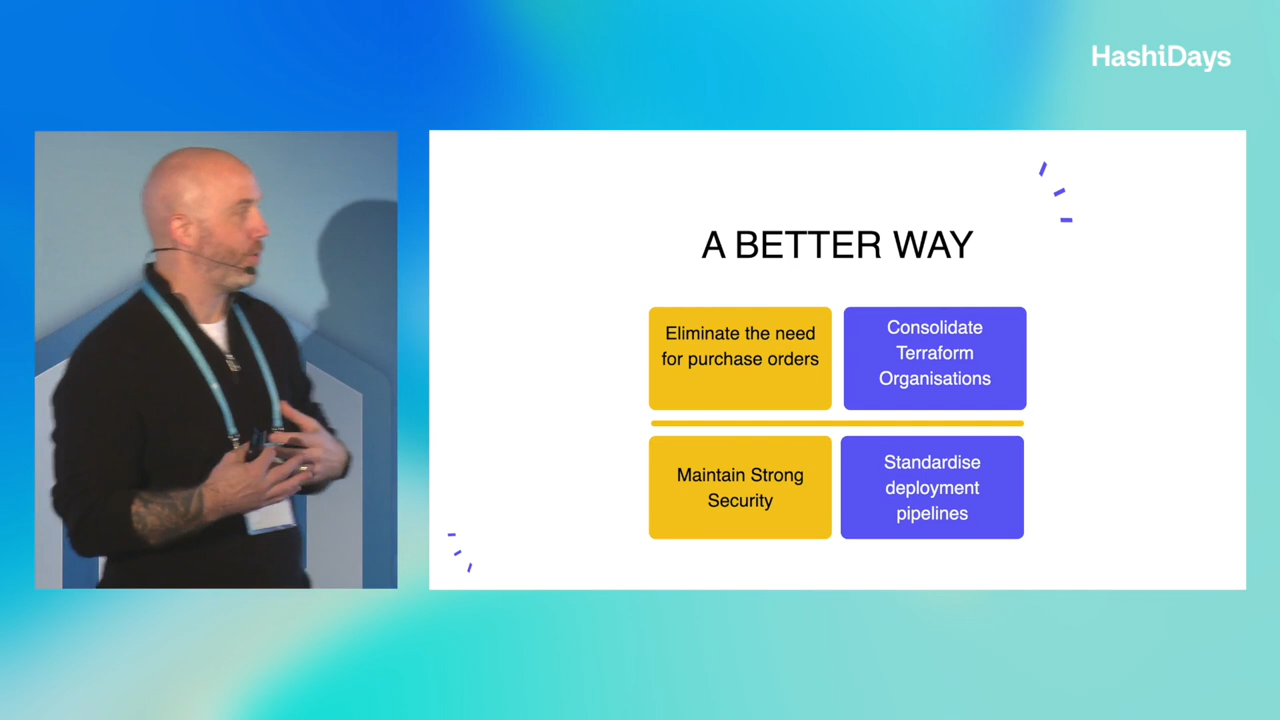 HashiDays
A BETTER WAY
Eliminate the need
for purchase orders
Consolidate
Terraform
Organisations
Maintain Strong
Security
Standardise
deployment
pipelines